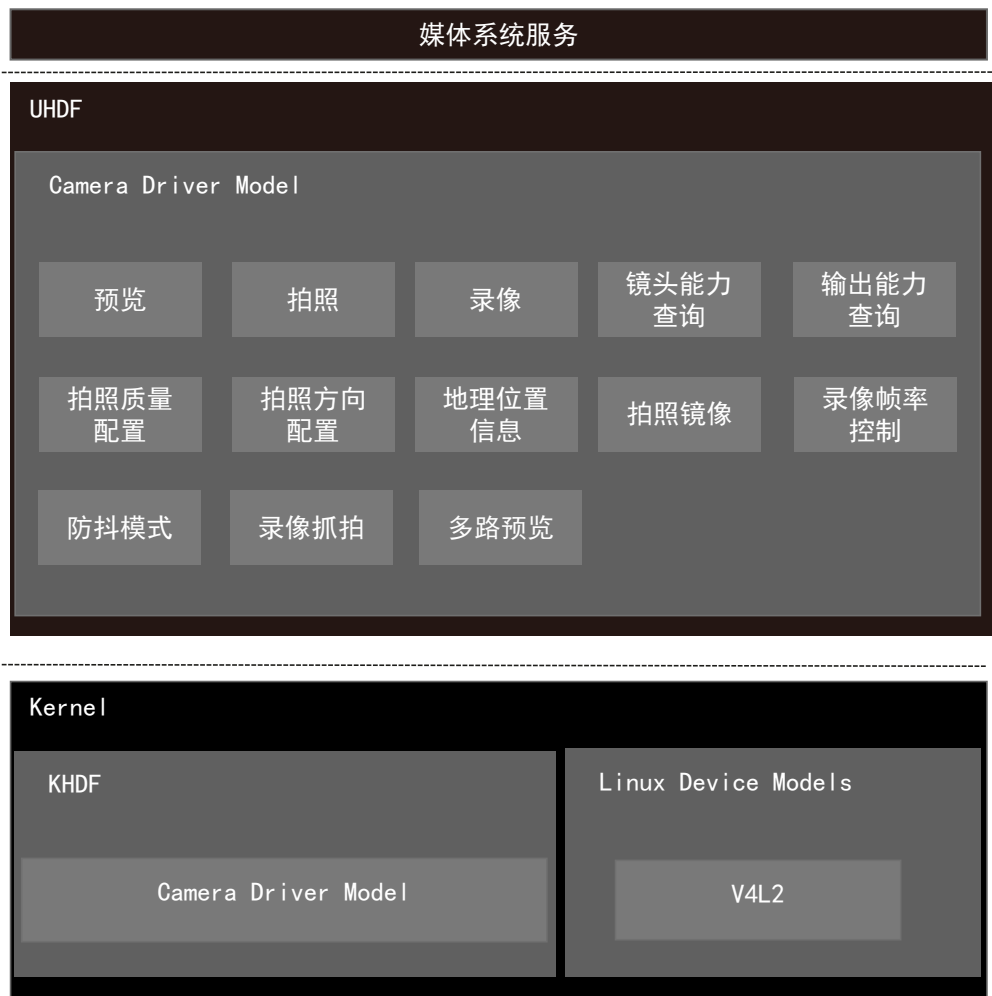 媒体系统服务
UHDF
Camera Driver Model
预览
拍照
录像
镜头能力
查询
输出能力
查询
拍照质量
配置
拍照方向
配置
地理位置
信息
拍照镜像
录像帧率
控制
防抖模式
录像抓拍
多路预览
Kernel
KHDF
Camera Driver Model
Linux Device Models
V4L2